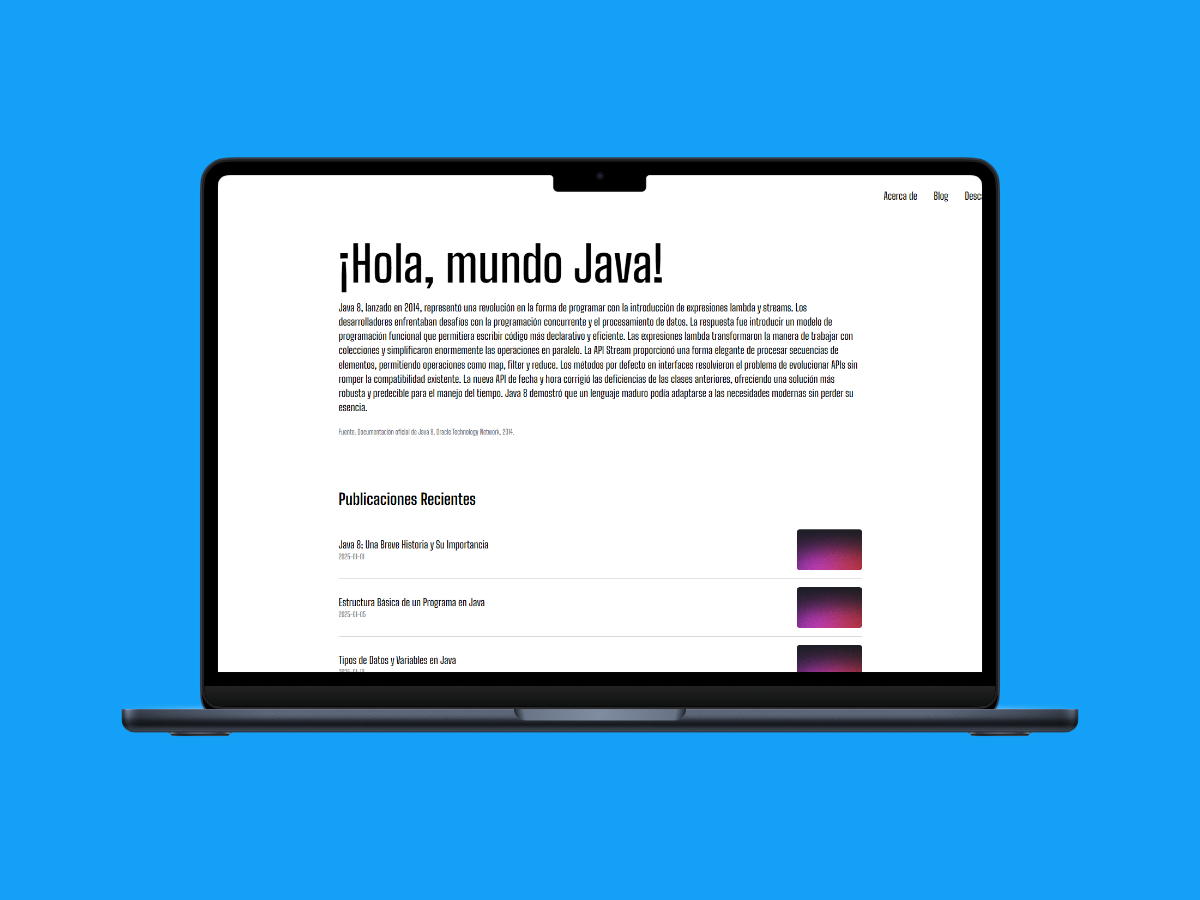 Acerca de Blog Desc
¡Hola, mundo Java!
Java 8, lanzado en 2014, representó una revolución en la forma de programar con la introducción de expresiones lambda y streams. Los
desarrolladores enfrentaban desafíos con la programación concurrente y el procesamiento de datos. La respuesta fue introducir un modelo de
programación funcional que permitiera escribir código más declarativo y eficiente. Las expresiones lambda transformaron la manera de trabajar con
colecciones y simplificaron enormemente las operaciones en paralelo. La API Stream proporcionó una forma elegante de procesar secuencias de
elementos, permitiendo operaciones como map, filter y reduce. Los métodos por defecto en interfaces resolvieron el problema de evolucionar APIs sin
romper la compatibilidad existente. La nueva API de fecha y hora corrigió las deficiencias de las clases anteriores, ofreciendo una solución más
robusta y predecible para el manejo del tiempo. Java 8 demostró que un lenguaje maduro podía adaptarse a las necesidades modernas sin perder su
esencia.
Fuente: Documentación oficial de Java 8, Oracle Technology Network, 2014.
Publicaciones Recientes
Java 8: Una Breve Historia y Su Importancia
2025-01-01
Estructura Básica de un Programa en Java
2025-01-05
Tipos de Datos y Variables en Java